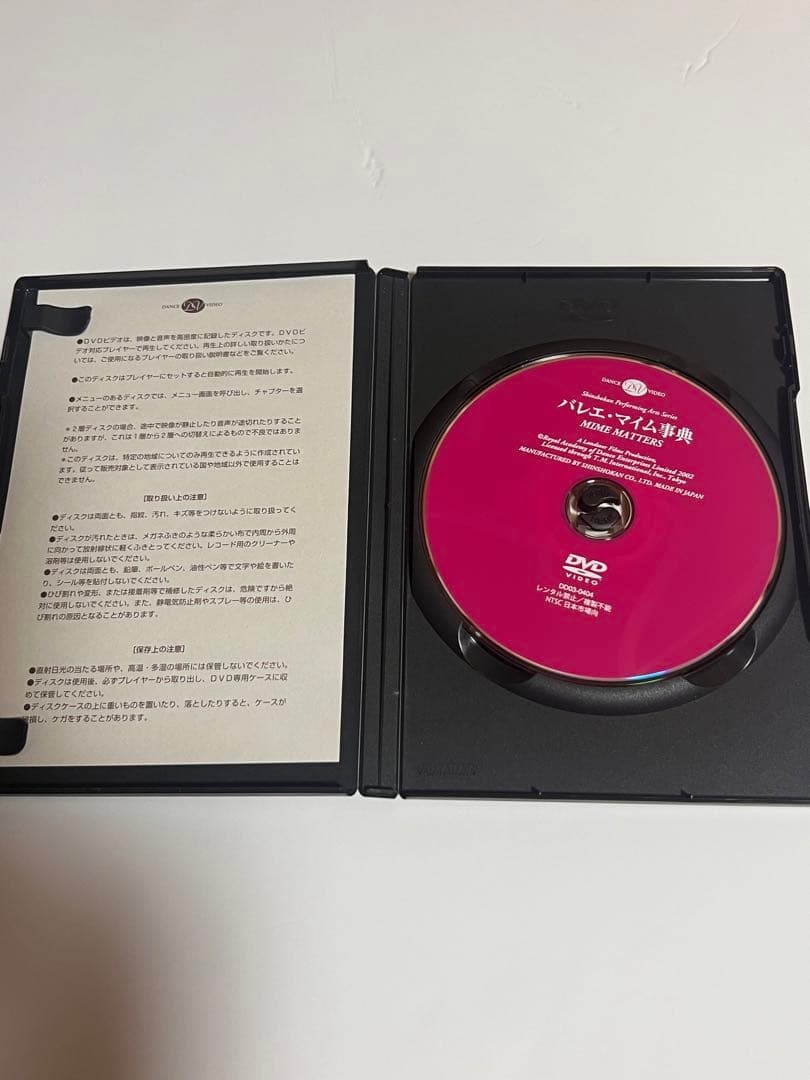 DANCE DV VIDEO
●DVDビデオは、映像と音声を高密度に記録したディスクです。DVDビ
デオ対応プレイヤーで再生してください。再生上の詳しい取り扱いかたにつ
いては、ご使用になるプレイヤーの取り扱い説明書などをご覧ください。
●このディスクはプレイヤーにセットすると自動的に再生を開始します。
●メニューのあるディスクでは、メニュー画面を呼び出し、チャプターを選
択することができます。
＊2層ディスクの場合、途中で映像が静止したり音声が途切れたりすること
がありますが、これは1層から2層への切替えによるもので不良ではありま
せん。
＊このディスクは、特定の地域についてのみ再生できるように作成されてい
ます。従って販売対象として表示されている国や地域以外で使用することは
できません。
［取り扱い上の注意］
●ディスクは両面とも、指紋、汚れ、キズ等をつけないように取り扱ってく
ださい。
●ディスクが汚れたときは、メガネふきのような柔らかい布で内周から外周
に向かって放射線状に軽くふきとってください。レコード用のクリーナーや
溶剤等は使用しないでください。
●ディスクは両面とも、鉛筆、ボールペン、油性ペン等で文字や絵を書いた
り、シール等を貼付しないでください。
●ひび割れや変形、または接着剤等で補修したディスクは、危険ですから絶
対に使用しないでください。また、静電気防止剤やスプレー等の使用は、ひ
び割れの原因となることがあります。
［保存上の注意］
●直射日光の当たる場所や、高温・多湿の場所には保管しないでください。
●ディスクは使用後、必ずプレイヤーから取り出し、DVD専用ケースに収
めて保管してください。
●ディスクケースの上に重いものを置いたり、落としたりすると、ケースが
損し、ケガをすることがあります。
DANCE DV VIDEO
Shinshokan Performing Arts Series
バレエ・マイム事典
MIME MATTERS
A Landseer Films Production,
©Royal Academy of Dance Enterprises Limited 2002
Licensed through T.M. International, Inc., Tokyo
MANUFACTURED BY SHINSHOKAN CO., LTD. MADE IN JAPAN
DVD
VIDEO
DD03-0404
レンタル禁止／複製不能
NTSC 日本市場向